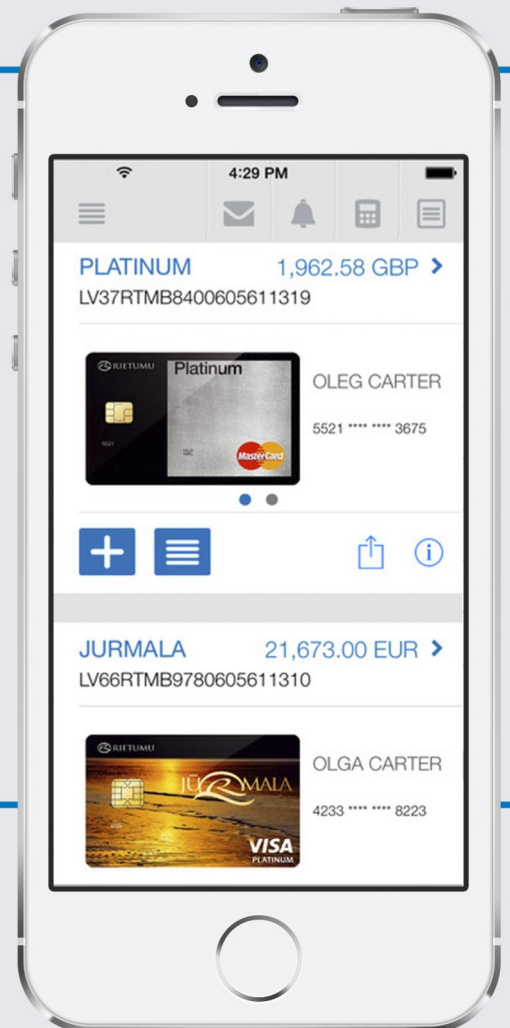 4:29 PM
PLATINUM 1,962.58 GBP
LV37RTMB8400605611319
RIETUMU Platinum
5521
MasterCard
OLEG CARTER
5521 **** **** 3675
JURMALA 21,673.00 EUR
LV66RTMB9780605611310
RIETUMU
JŪRMALA
VISA
PLATINUM
OLGA CARTER
4233 **** **** 8223